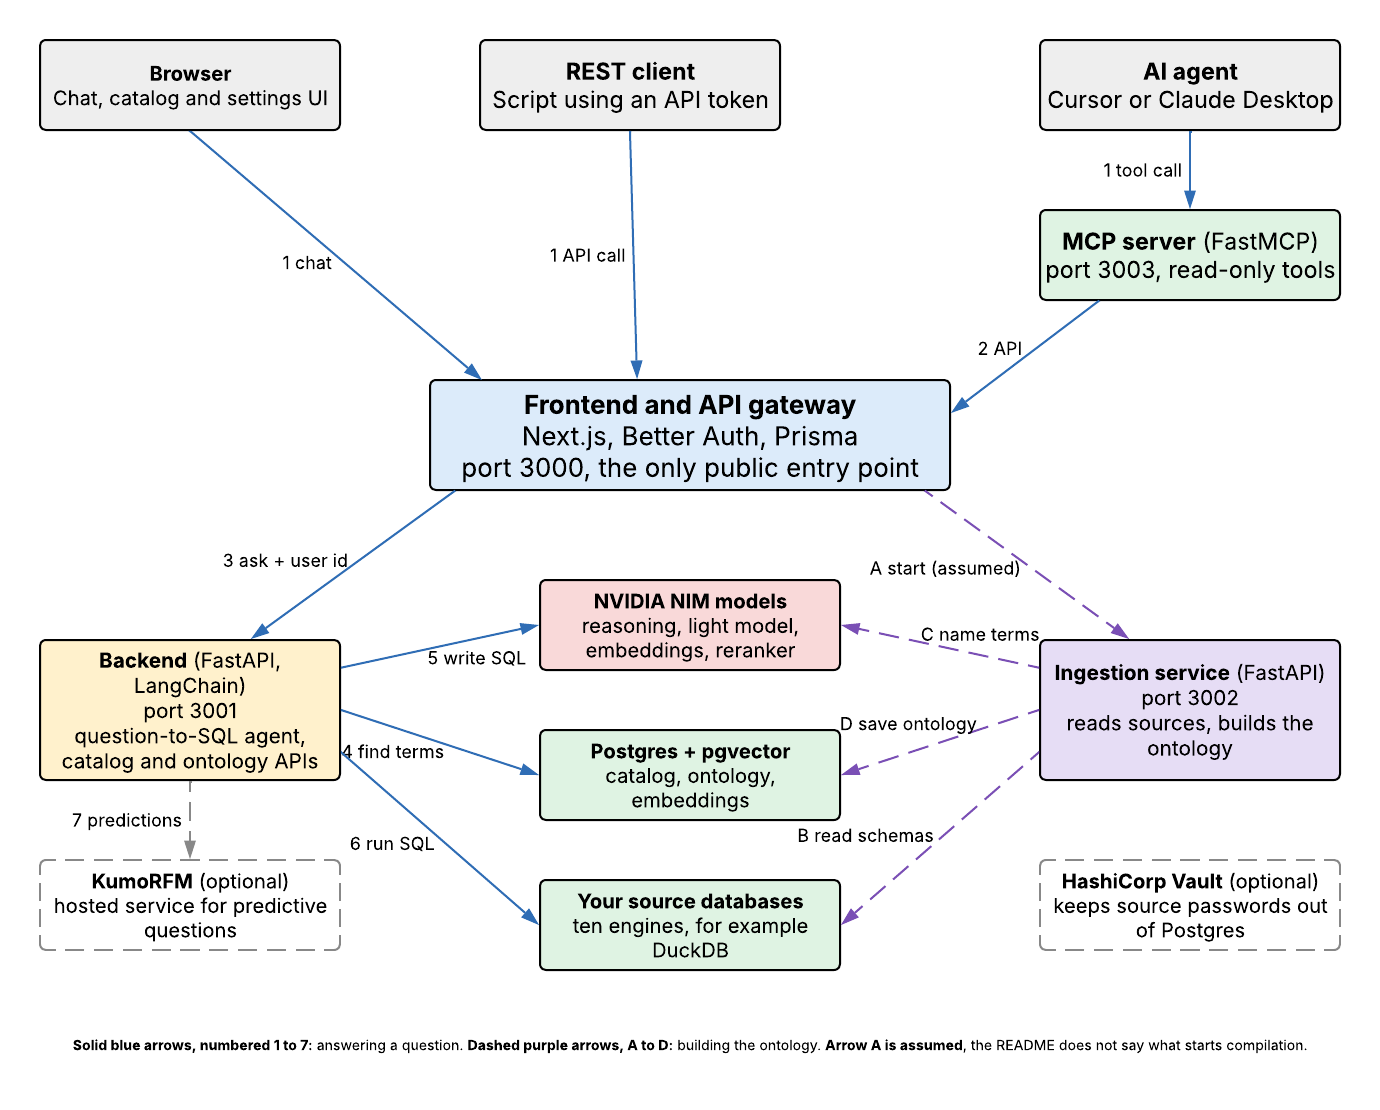 Browser
Chat, catalog and settings UI
REST client
Script using an API token
AI agent
Cursor or Claude Desktop
1 tool call
MCP server (FastMCP)
port 3003, read-only tools
1 chat
1 API call
2 API
Frontend and API gateway
Next.js, Better Auth, Prisma
port 3000, the only public entry point
3 ask + user id
A start (assumed)
NVIDIA NIM models
reasoning, light model,
embeddings, reranker
5 write SQL
C name terms
Backend (FastAPI,
LangChain)
port 3001
question-to-SQL agent,
catalog and ontology APIs
Ingestion service (FastAPI)
port 3002
reads sources, builds the
ontology
4 find terms
D save ontology
Postgres + pgvector
catalog, ontology,
embeddings
7 predictions
6 run SQL
B read schemas
KumoRFM (optional)
hosted service for predictive
questions
Your source databases
ten engines, for example
DuckDB
HashiCorp Vault (optional)
keeps source passwords out
of Postgres
Solid blue arrows, numbered 1 to 7: answering a question. Dashed purple arrows, A to D: building the ontology. Arrow A is assumed, the README does not say what starts compilation.